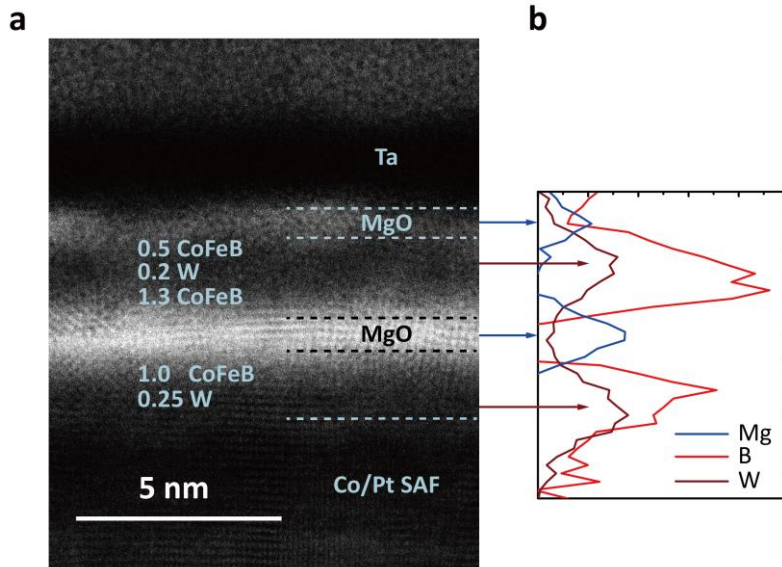 a
b
Ta
MgO
0.5 CoFeB
0.2 W
1.3 CoFeB
MgO
1.0 CoFeB
0.25 W
5 nm
Co/Pt SAF
Mg
B
W